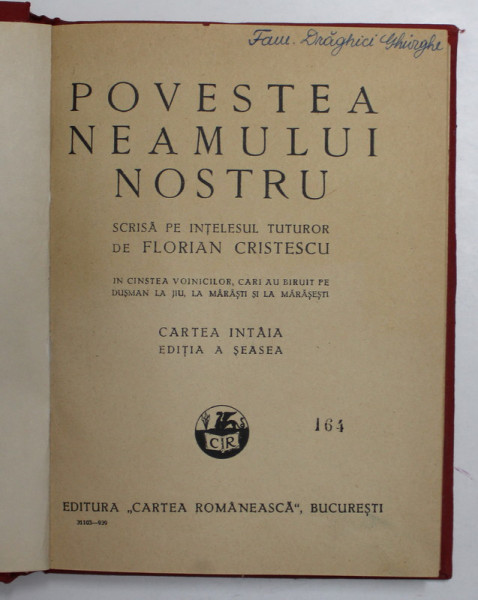 Fam. Drăghici Gheorghe
POVESTEA
NEAMULUI
NOSTRU
SCRISĂ PE INȚELESUL TUTUROR
DE FLORIAN CRISTESCU
IN CINSTEA VOINICILOR, CARI AU BIRUIT PE
DUȘMAN LA JIU, LA MĂRĂȘTI ȘI LA MĂRĂȘEȘTI
CARTEA INTÂIA
EDIȚIA A ȘEASEA
CR
164
EDITURA „CARTEA ROMÂNEASCĂ”, BUCUREȘTI